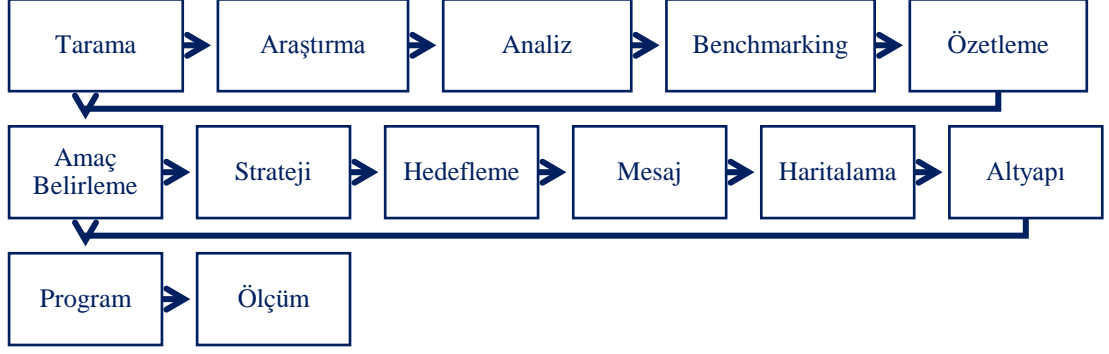 Tarama
Araştırma
Analiz
Benchmarking
Özetleme
Amaç
Belirleme
Strateji
Hedefleme
Mesaj
Haritalama
Altyapı
Program
Ölçüm